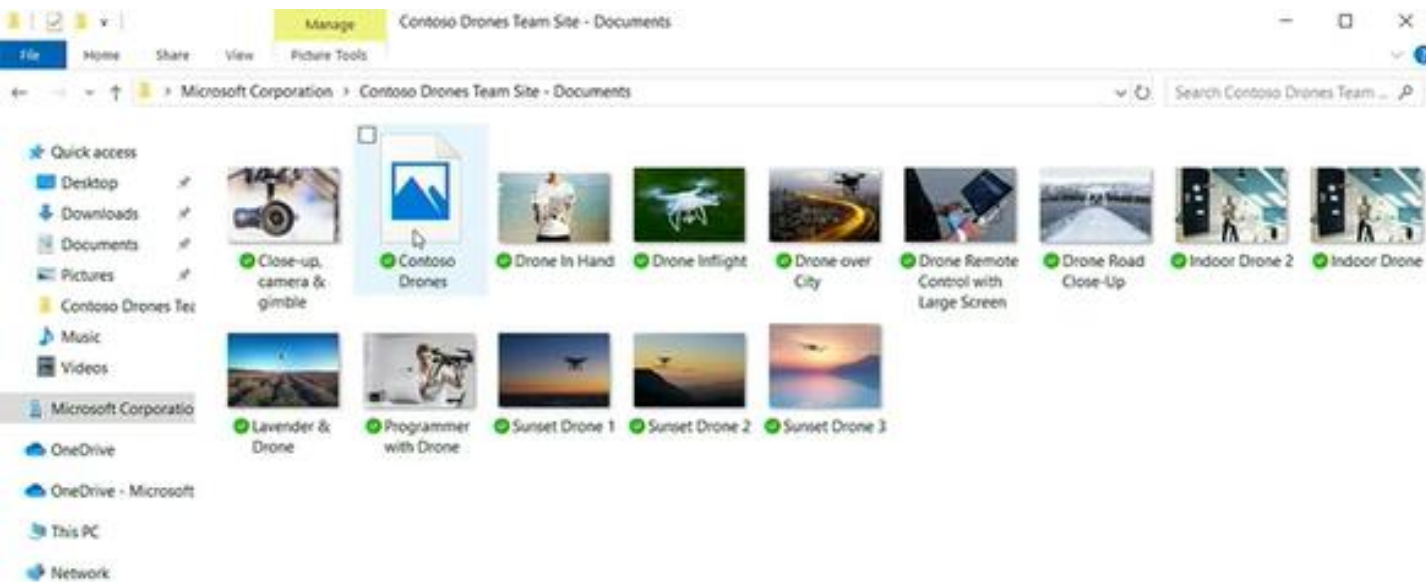 Manage Contoso Drones Team Site - Documents
File Home Share View Picture Tools
Microsoft Corporation > Contoso Drones Team Site - Documents
Search Contoso Drones Team ...
Quick access
Desktop
Downloads
Documents
Pictures
Contoso Drones Tea
Music
Videos
Microsoft Corporatio
OneDrive
OneDrive - Microsoft
This PC
Network
Close-up,
camera &
gimble
Contoso
Drones
Drone In Hand
Drone Inflight
Drone over
City
Drone Remote
Control with
Large Screen
Drone Road
Close-Up
Indoor Drone 2
Indoor Drone
Lavender &
Drone
Programmer
with Drone
Sunset Drone 1
Sunset Drone 2
Sunset Drone 3